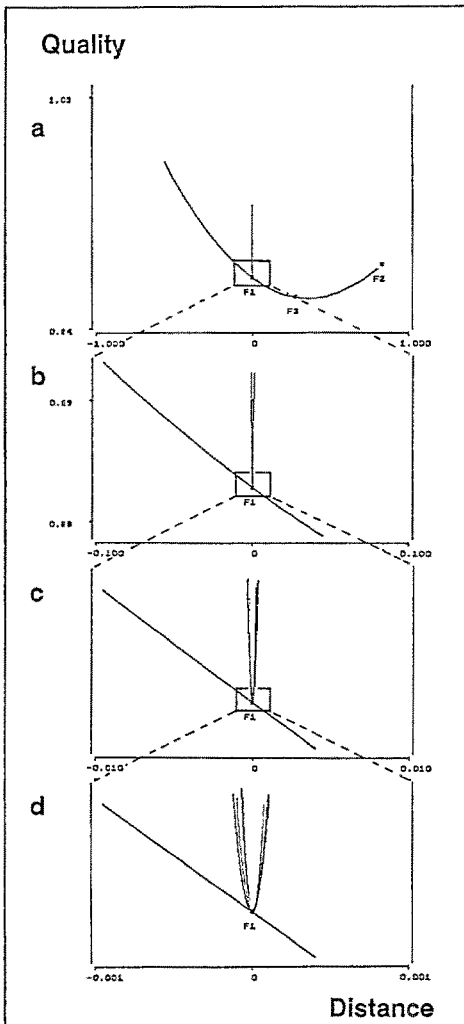 Quality
1.03
a
F1
F2
F3
0.84
-1.000 0 1.000
b
0.89
F1
0.88
-0.100 0 0.100
c
F1
-0.010 0 0.010
d
F1
-0.001 0 0.001
Distance